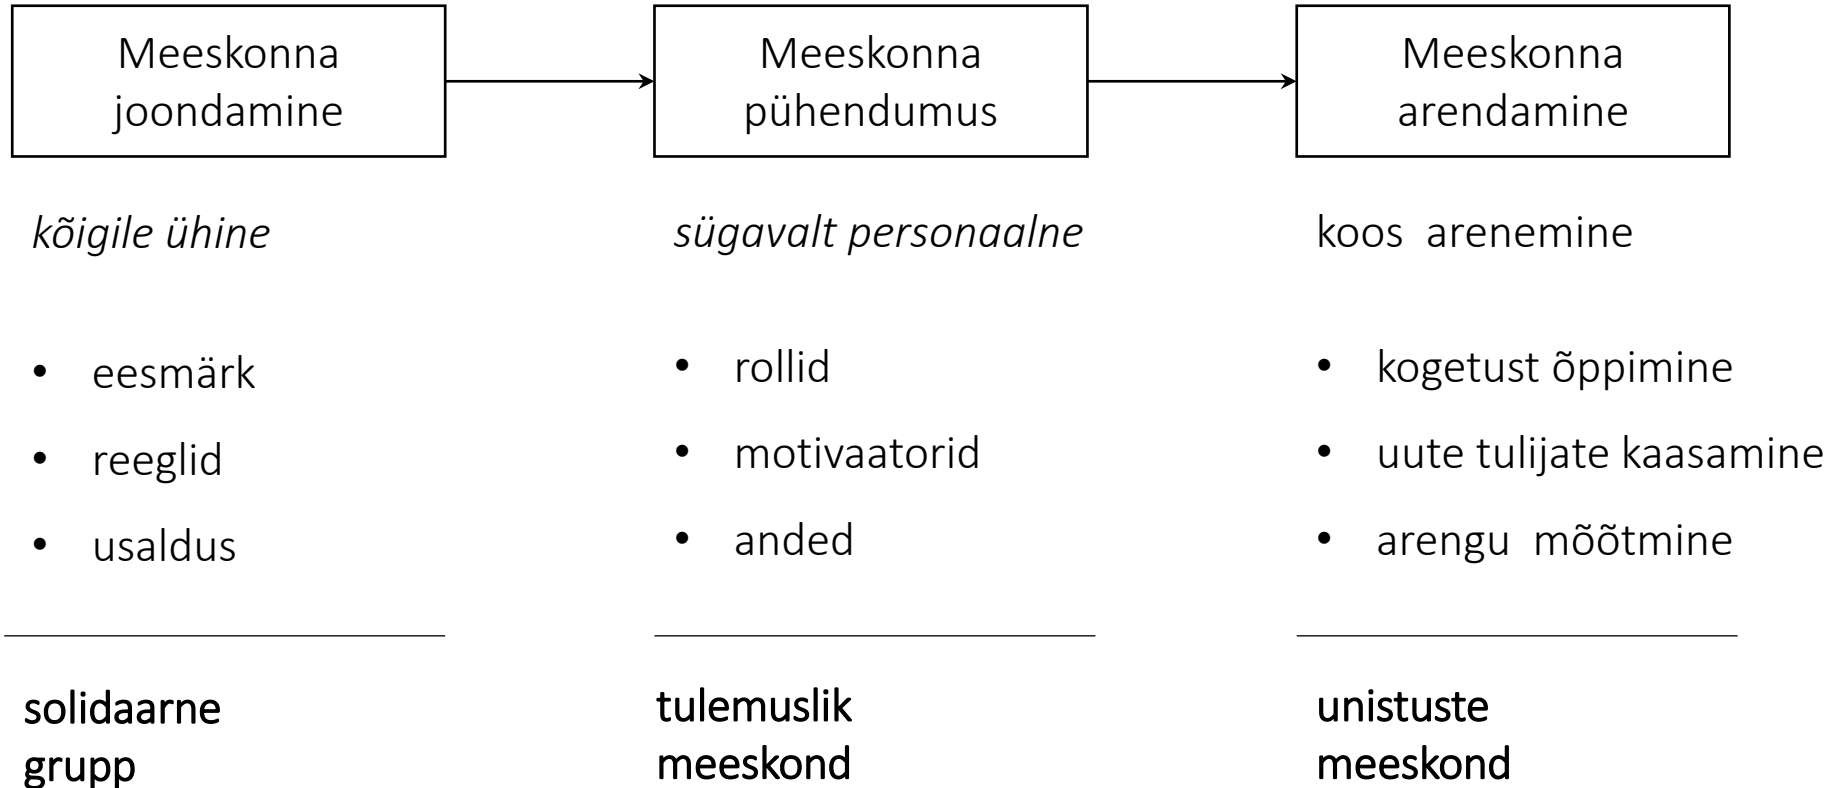 Meeskonna
joondamine
Meeskonna
pühendumus
Meeskonna
arendamine
kõigile ühine
sügavalt personaalne
koos arenemine
• eesmärk
• reeglid
• usaldus
• rollid
• motivaatorid
• anded
• kogetust õppimine
• uute tulijate kaasamine
• arengu mõõtmine
solidaarne
grupp
tulemuslik
meeskond
unistuste
meeskond